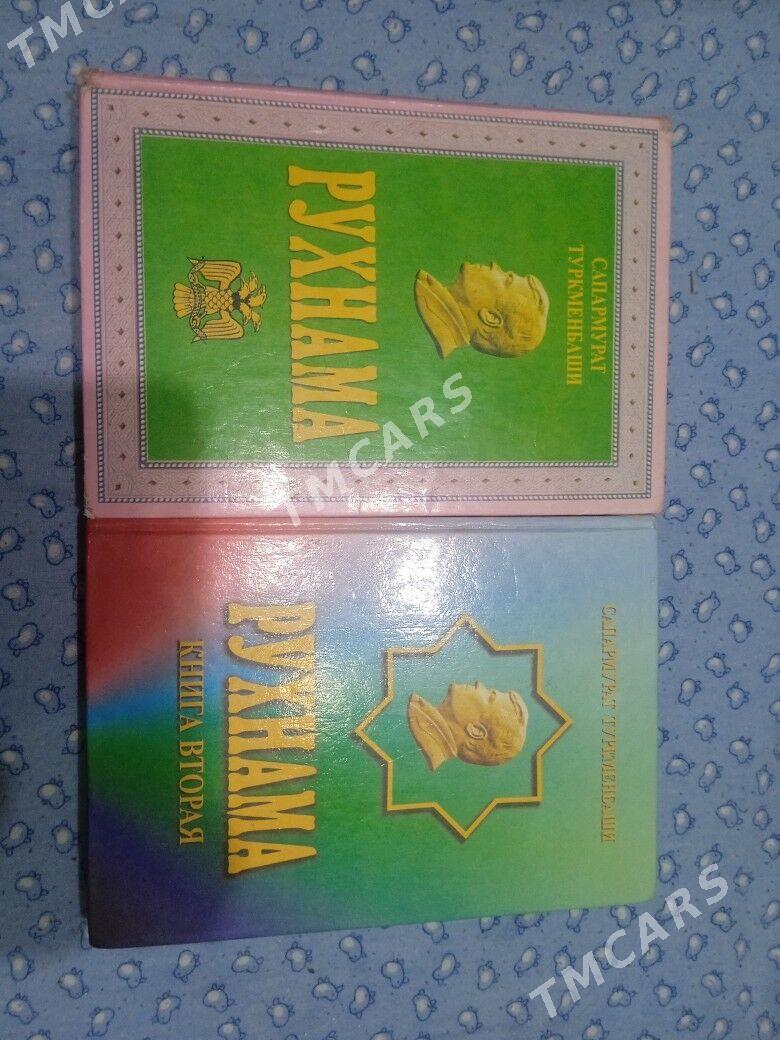 САПАРМУРАТ
ТУРКМЕНБАШИ
РУХНАМА
САПАРМУРАТ ТУРКМЕНБАШИ
РУХНАМА
КНИГА ВТОРАЯ
TMCARS
TMCARS
TMCARS